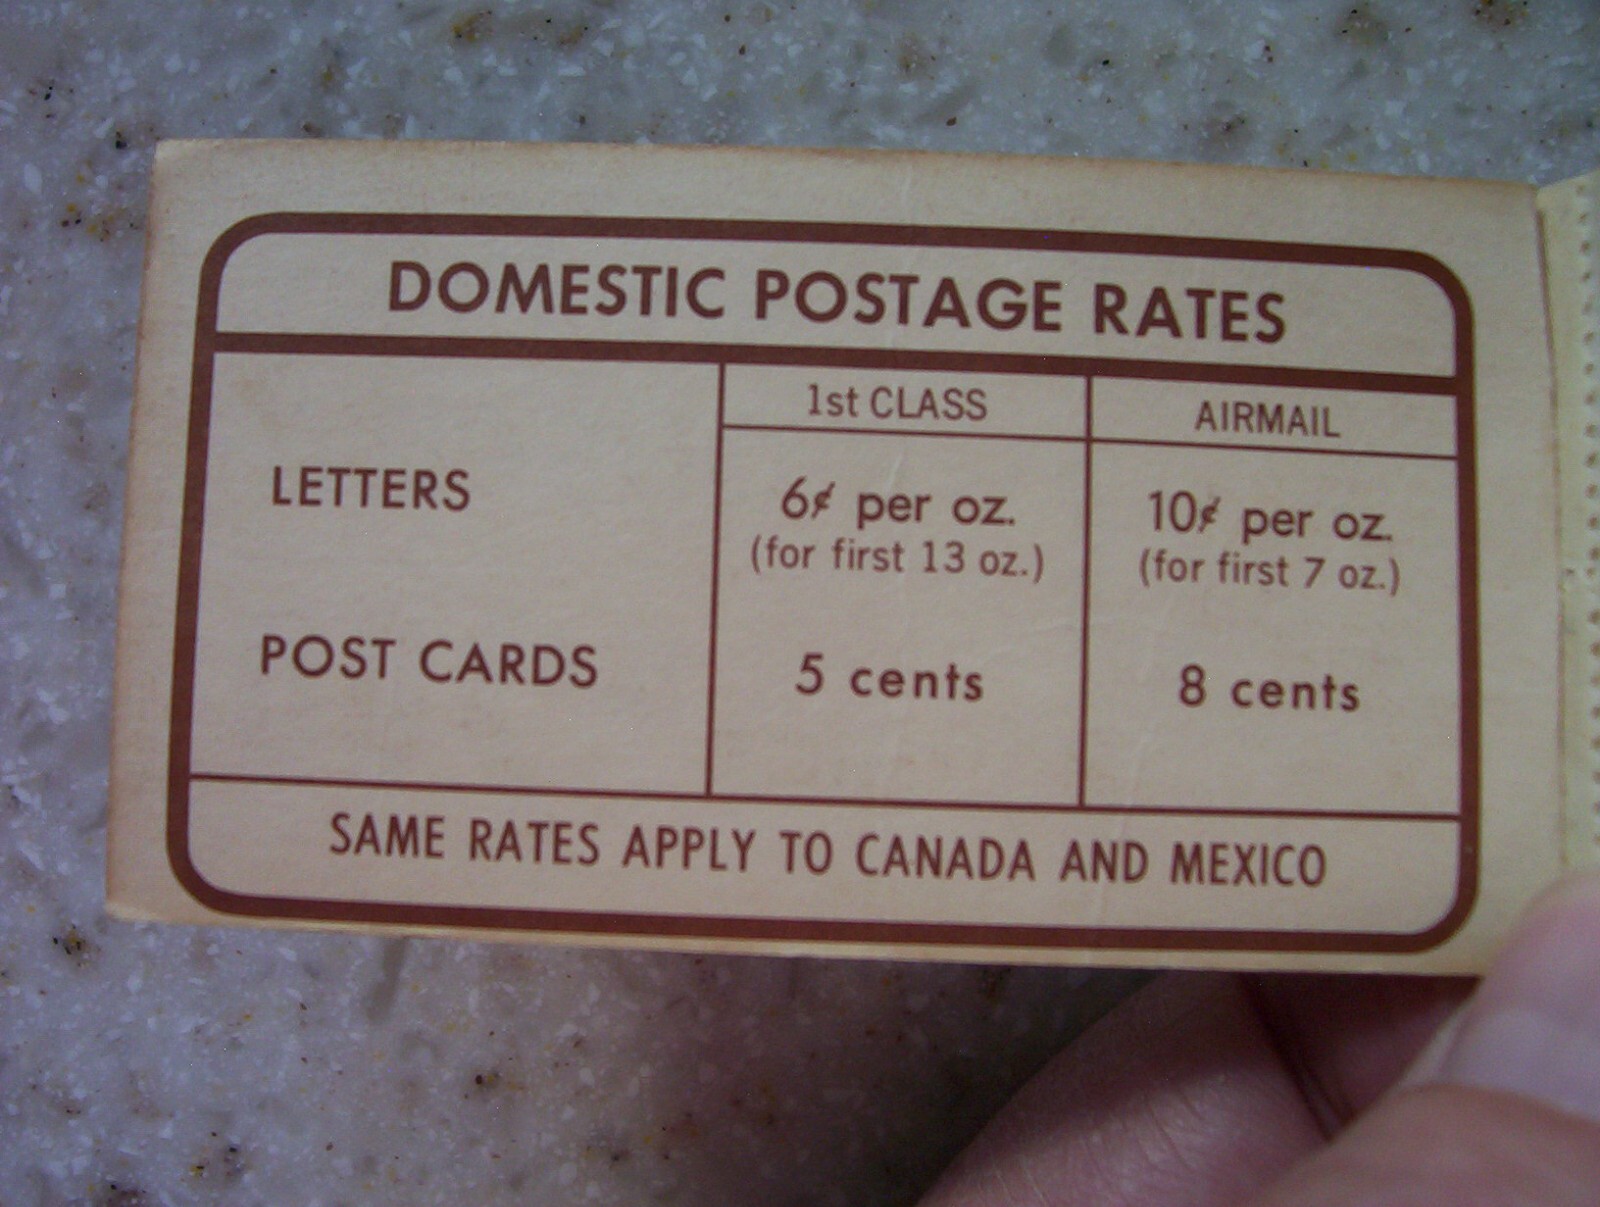 DOMESTIC POSTAGE RATES
1st CLASS AIRMAIL
LETTERS 6¢ per oz. 10¢ per oz.
(for first 13 oz.) (for first 7 oz.)
POST CARDS 5 cents 8 cents
SAME RATES APPLY TO CANADA AND MEXICO